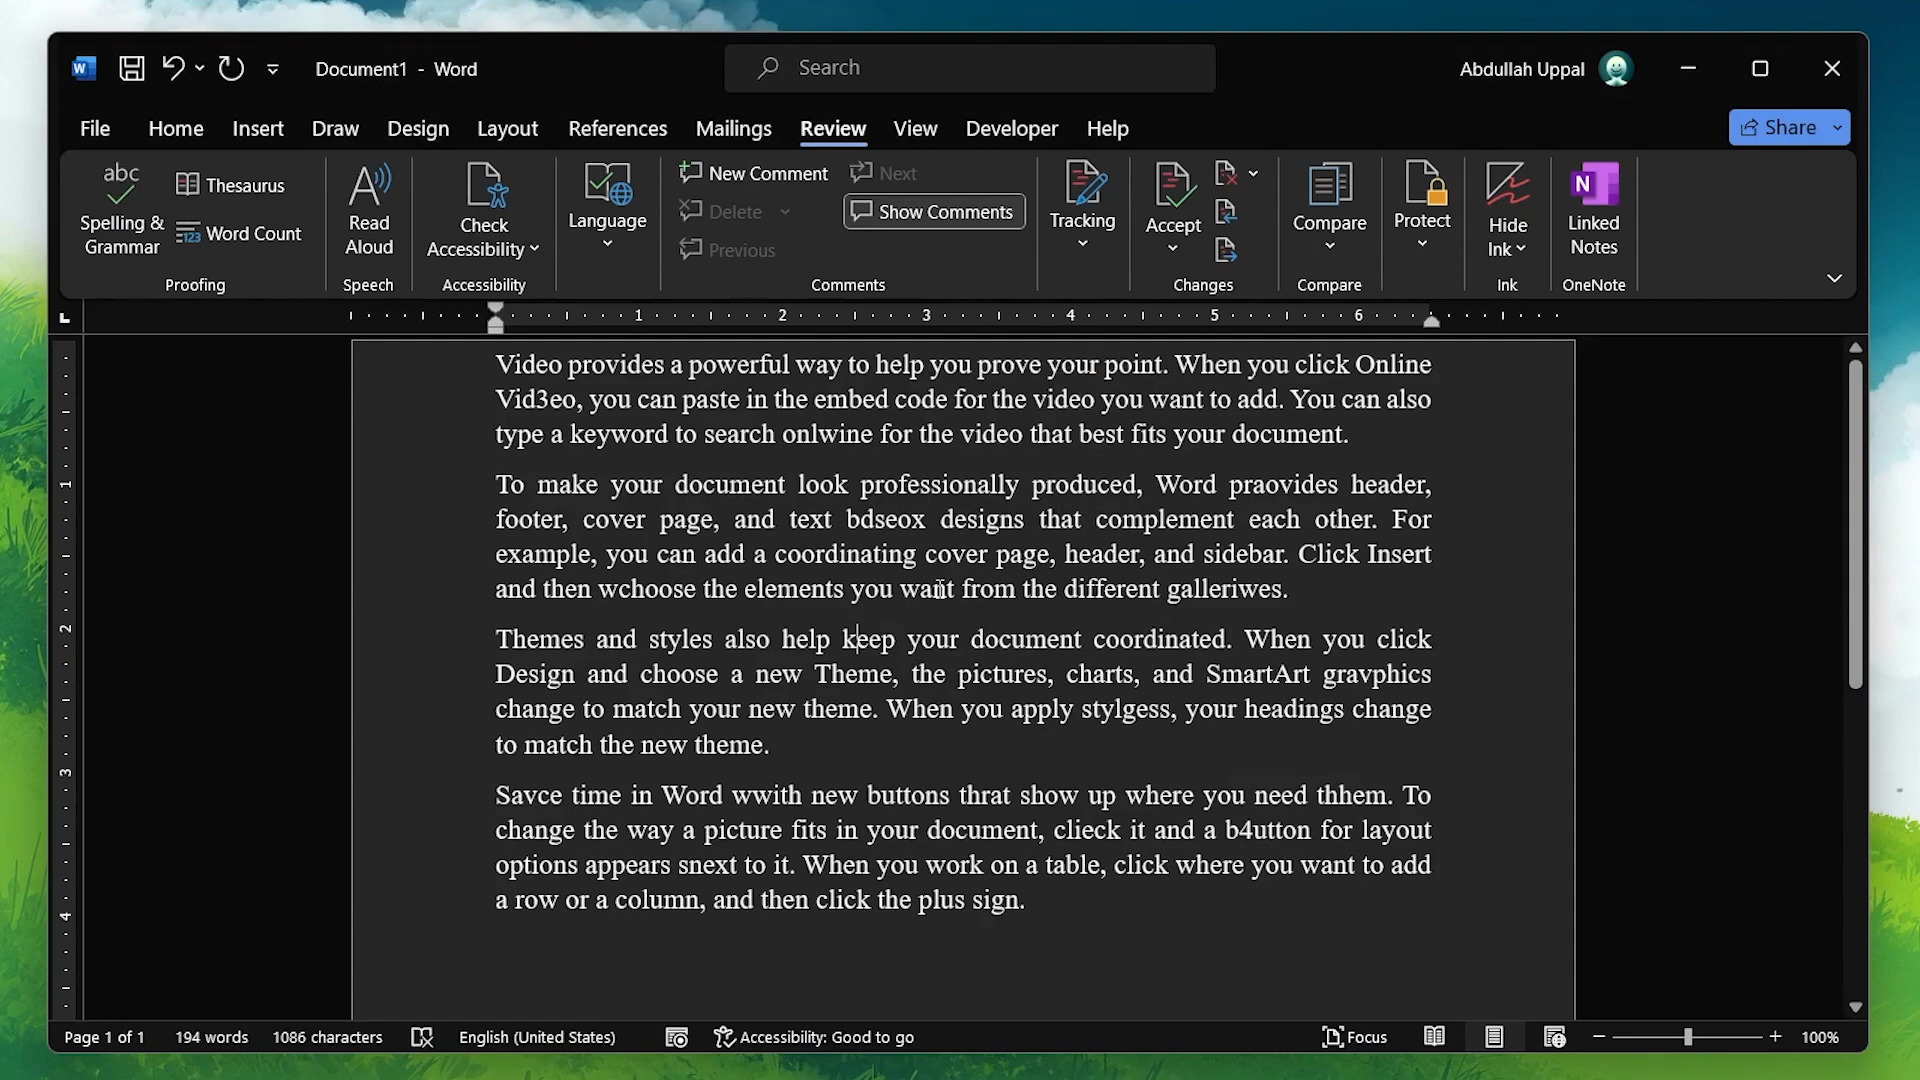 W
Document1 - Word
Search
Abdullah Uppal
File Home Insert Draw Design Layout References Mailings Review View Developer Help
Share
abc
Spelling &
Grammar
Thesaurus
123 Word Count
Proofing
A
Read
Aloud
Speech
Check
Accessibility
Accessibility
Language
New Comment
Delete
Previous
Next
Show Comments
Comments
Tracking
Accept
Changes
Compare
Compare
Protect
Hide
Ink
Ink
N
Linked
Notes
OneNote
1 2 3 4 5 6
Video provides a powerful way to help you prove your point. When you click Online
Vid3eo, you can paste in the embed code for the video you want to add. You can also
type a keyword to search onlwine for the video that best fits your document.
To make your document look professionally produced, Word praovides header,
footer, cover page, and text bdseox designs that complement each other. For
example, you can add a coordinating cover page, header, and sidebar. Click Insert
and then wchoose the elements you want from the different galleriwes.
Themes and styles also help keep your document coordinated. When you click
Design and choose a new Theme, the pictures, charts, and SmartArt gravphics
change to match your new theme. When you apply stylgess, your headings change
to match the new theme.
Savce time in Word wwith new buttons thrat show up where you need thhem. To
change the way a picture fits in your document, clieck it and a b4utton for layout
options appears snext to it. When you work on a table, click where you want to add
a row or a column, and then click the plus sign.
1
2
3
4
Page 1 of 1 194 words 1086 characters English (United States) Accessibility: Good to go Focus 100%